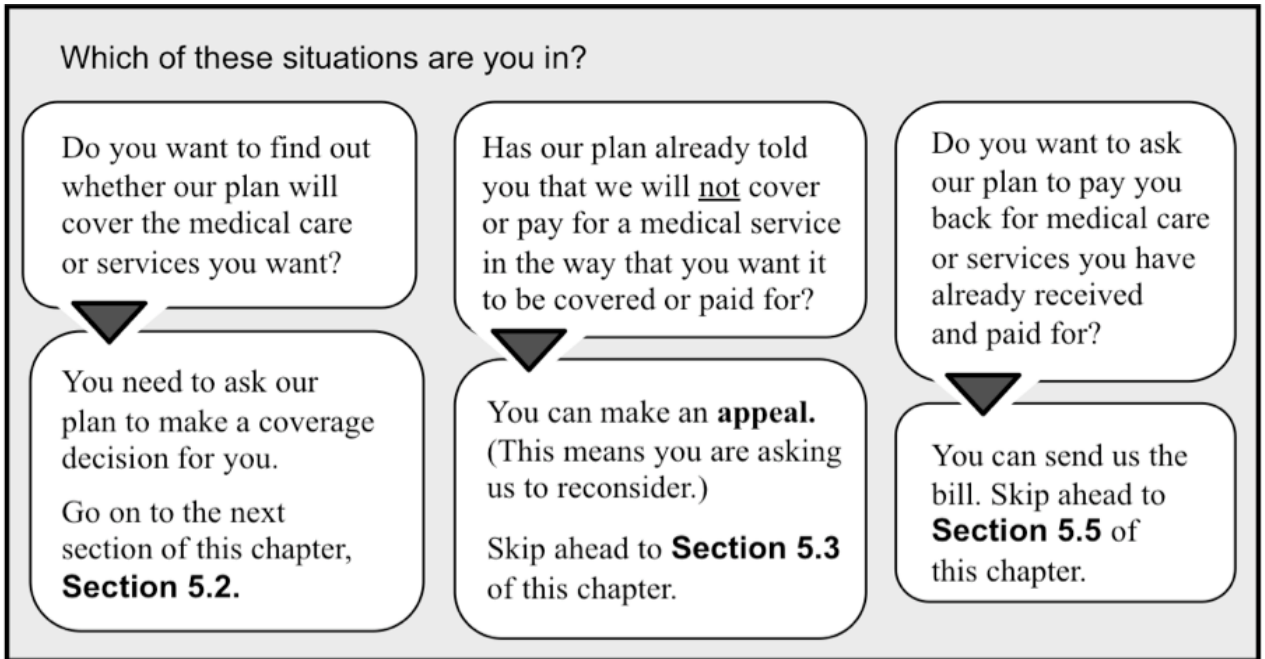 Which of these situations are you in?
Do you want to find out
whether our plan will
cover the medical care
or services you want?
You need to ask our
plan to make a coverage
decision for you.
Go on to the next
section of this chapter,
Section 5.2.
Has our plan already told
you that we will not cover
or pay for a medical service
in the way that you want it
to be covered or paid for?
You can make an appeal.
(This means you are asking
us to reconsider.)
Skip ahead to Section 5.3
of this chapter.
Do you want to ask
our plan to pay you
back for medical care
or services you have
already received
and paid for?
You can send us the
bill. Skip ahead to
Section 5.5 of
this chapter.